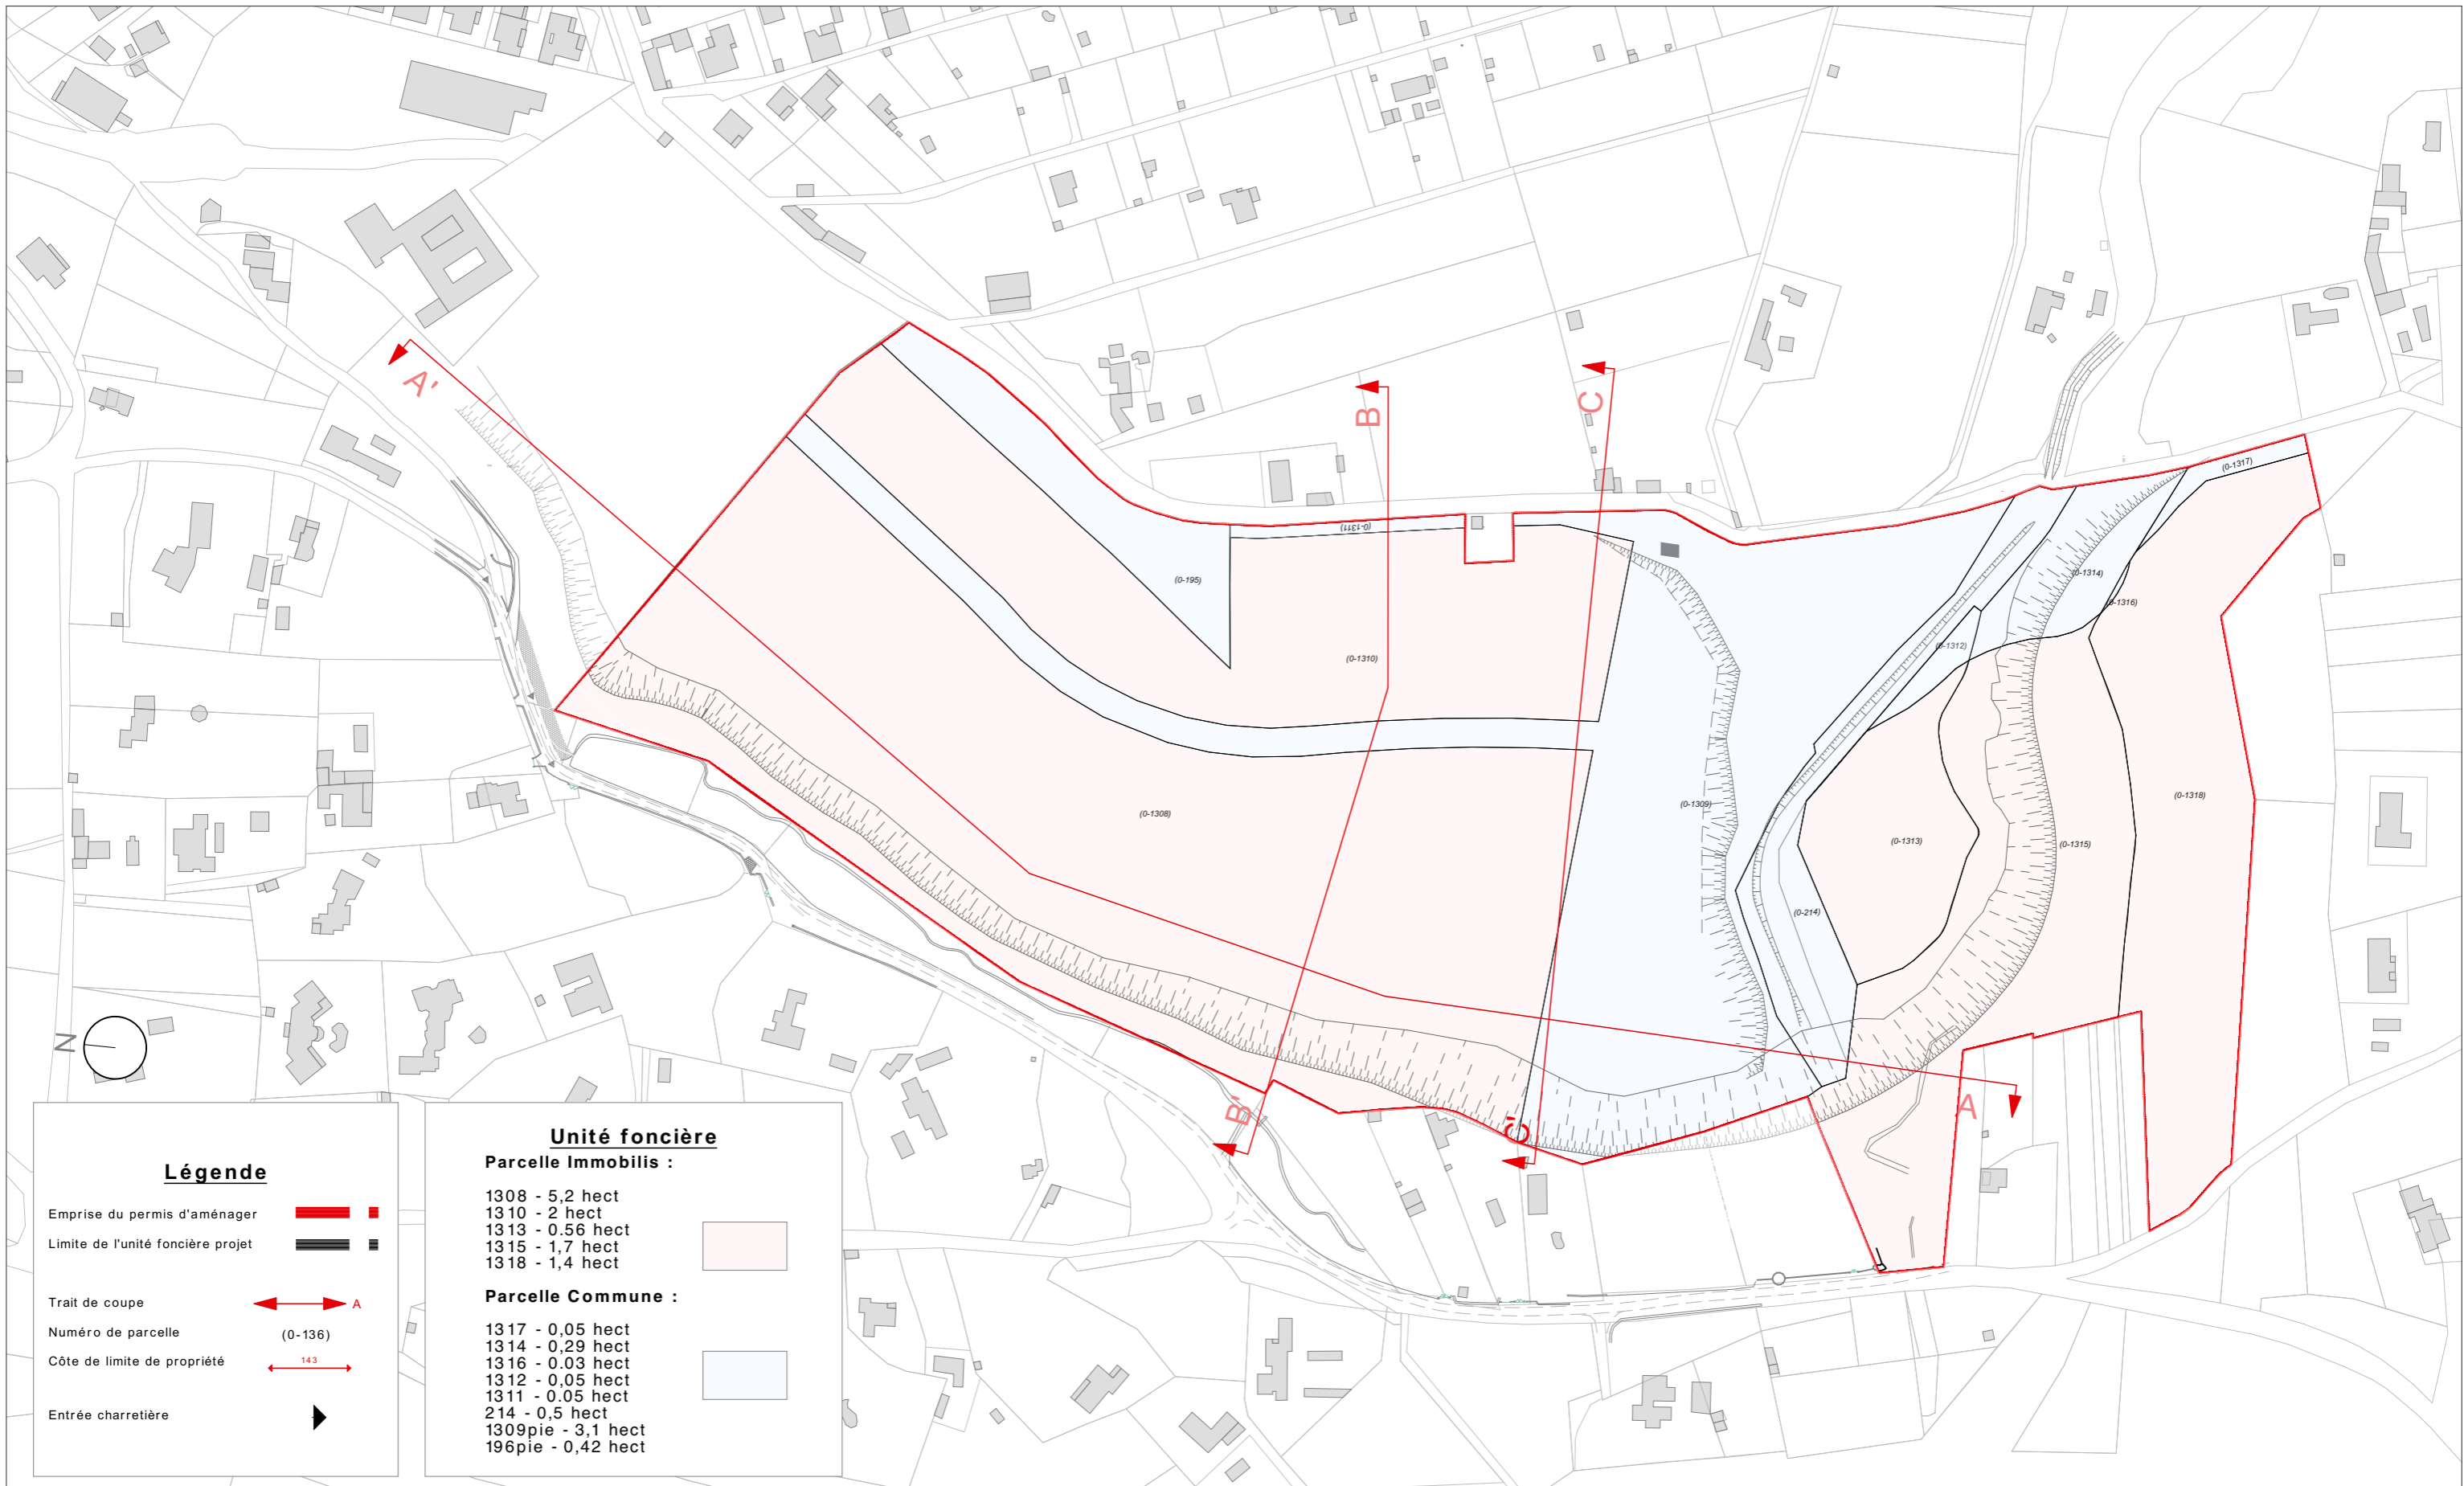 A'
B
C
(0-1317)
(0-1311)
(0-1314)
(0-195)
(0-1316)
(0-1312)
(0-1310)
(0-1318)
(0-1309)
(0-1308)
(0-1313)
(0-1315)
(0-214)
N
A
B'
C'
Légende
Emprise du permis d'aménager
Limite de l'unité foncière projet
Trait de coupe A
Numéro de parcelle (0-136)
Côte de limite de propriété 143
Entrée charretière
Unité foncière
Parcelle Immobilis :
1308 - 5,2 hect
1310 - 2 hect
1313 - 0.56 hect
1315 - 1,7 hect
1318 - 1,4 hect
Parcelle Commune :
1317 - 0,05 hect
1314 - 0,29 hect
1316 - 0.03 hect
1312 - 0,05 hect
1311 - 0.05 hect
214 - 0,5 hect
1309pie - 3,1 hect
196pie - 0,42 hect